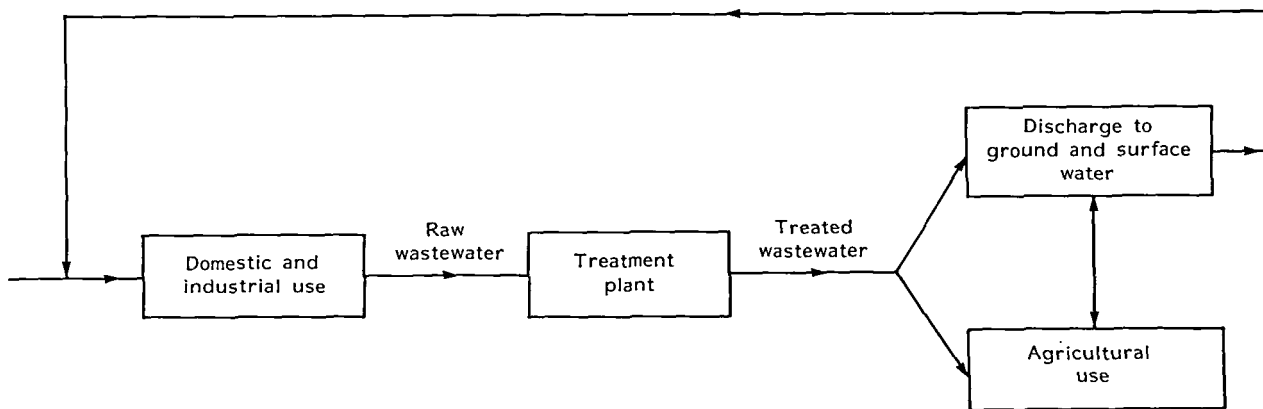 Discharge to
ground and surface
water
Raw
wastewater
Treated
wastewater
Domestic and
industrial use
Treatment
plant
Agricultural
use